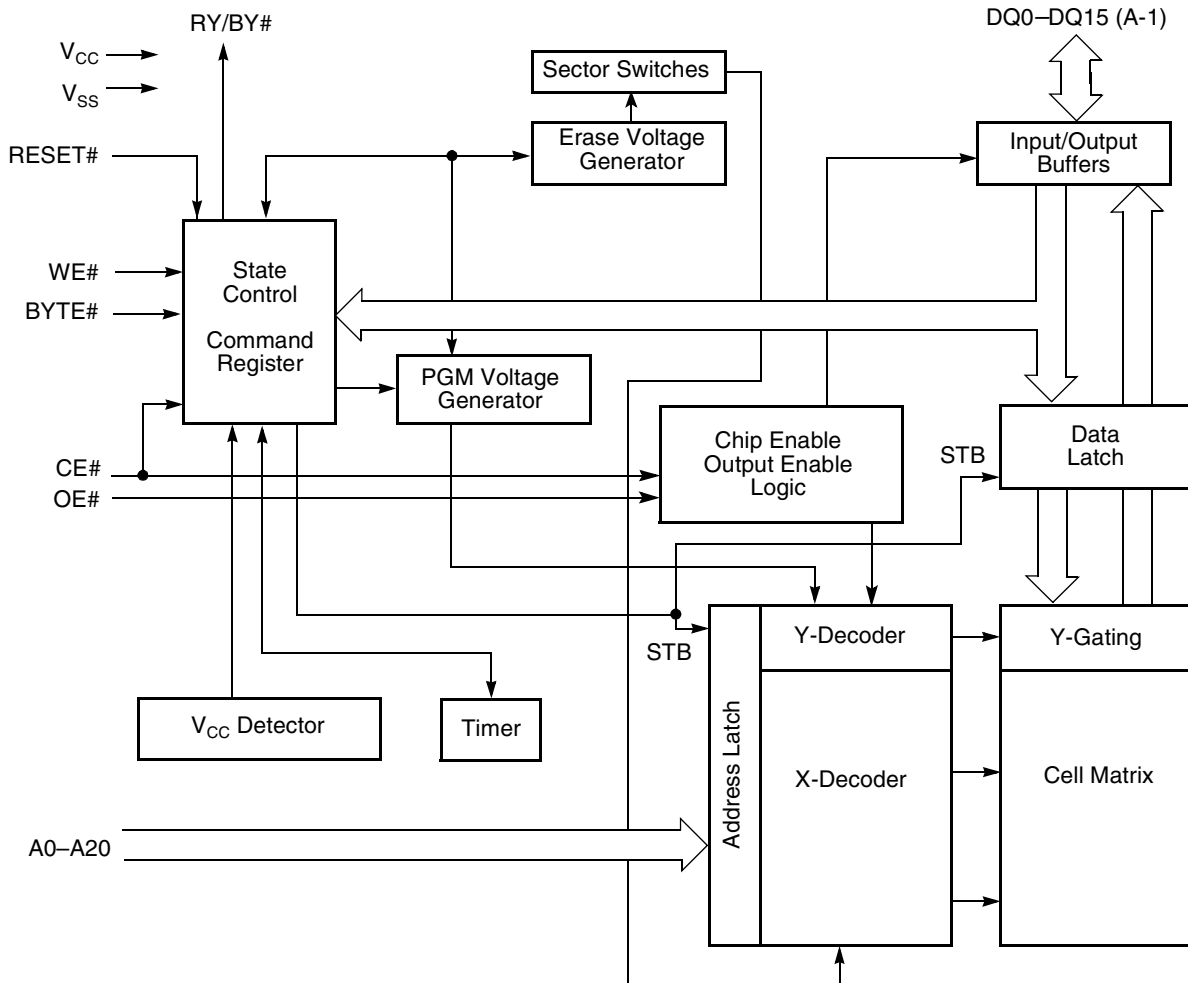 RY/BY#
DQ0–DQ15 (A-1)
VCC
VSS
Sector Switches
Erase Voltage
Generator
Input/Output
Buffers
RESET#
WE#
BYTE#
State
Control
Command
Register
PGM Voltage
Generator
Chip Enable
Output Enable
Logic
STB
Data
Latch
CE#
OE#
STB
Y-Decoder
Y-Gating
VCC Detector
Timer
Address Latch
X-Decoder
Cell Matrix
A0–A20